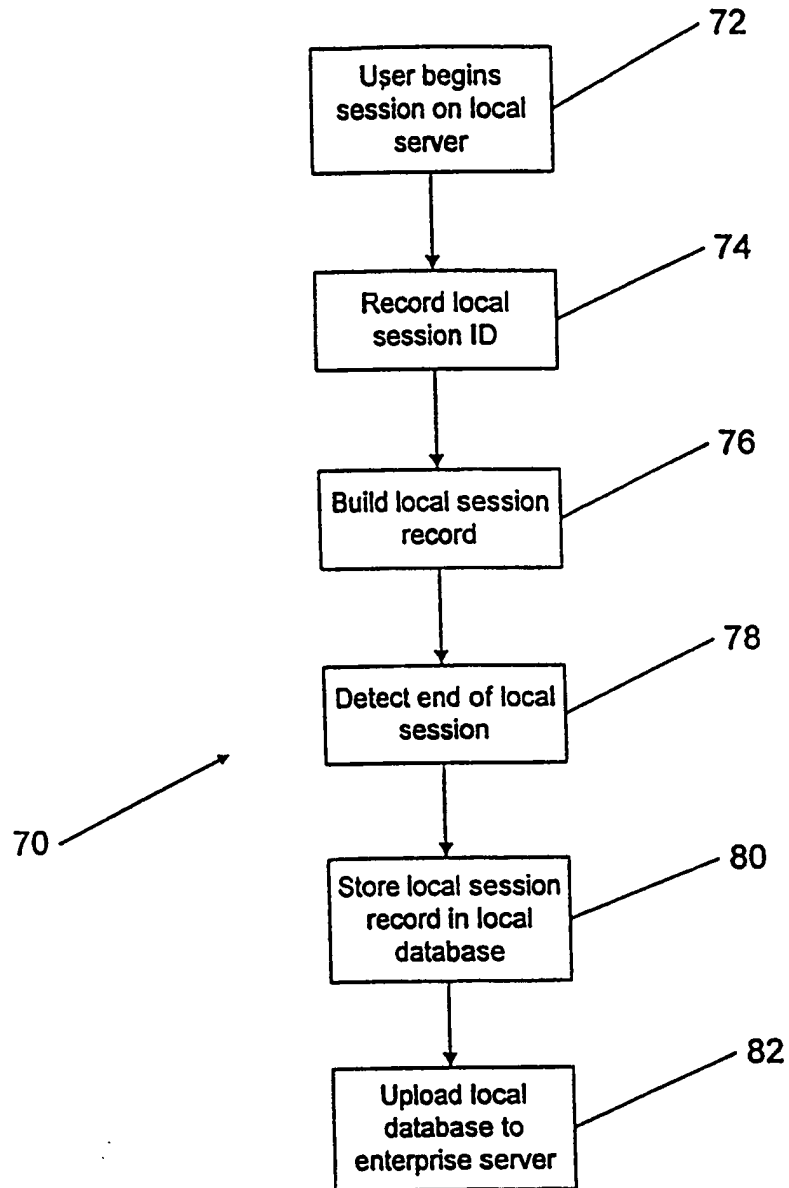 72
User begins
session on local
server
74
Record local
session ID
76
Build local session
record
78
Detect end of local
session
70
80
Store local session
record in local
database
82
Upload local
database to
enterprise server